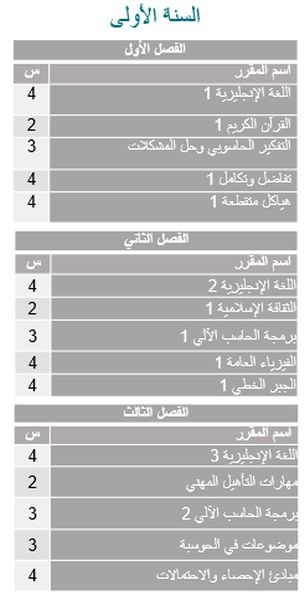 السنة الأولى
الفصل الأول
اسم المقرر س
اللغة الإنجليزية 1 4
القرآن الكريم 1 2
التفكير الحاسوبي وحل المشكلات 3
تفاضل وتكامل 1 4
هياكل متقطعة 1 4
الفصل الثاني
اسم المقرر س
اللغة الإنجليزية 2 4
الثقافة الإسلامية 1 2
برمجة الحاسب الآلي 1 3
الفيزياء العامة 1 4
الجبر الخطي 1 4
الفصل الثالث
اسم المقرر س
اللغة الإنجليزية 3 4
مهارات التأهيل المهني 2
برمجة الحاسب الآلي 2 3
موضوعات في الحوسبة 3
مبادئ الإحصاء والاحتمالات 4